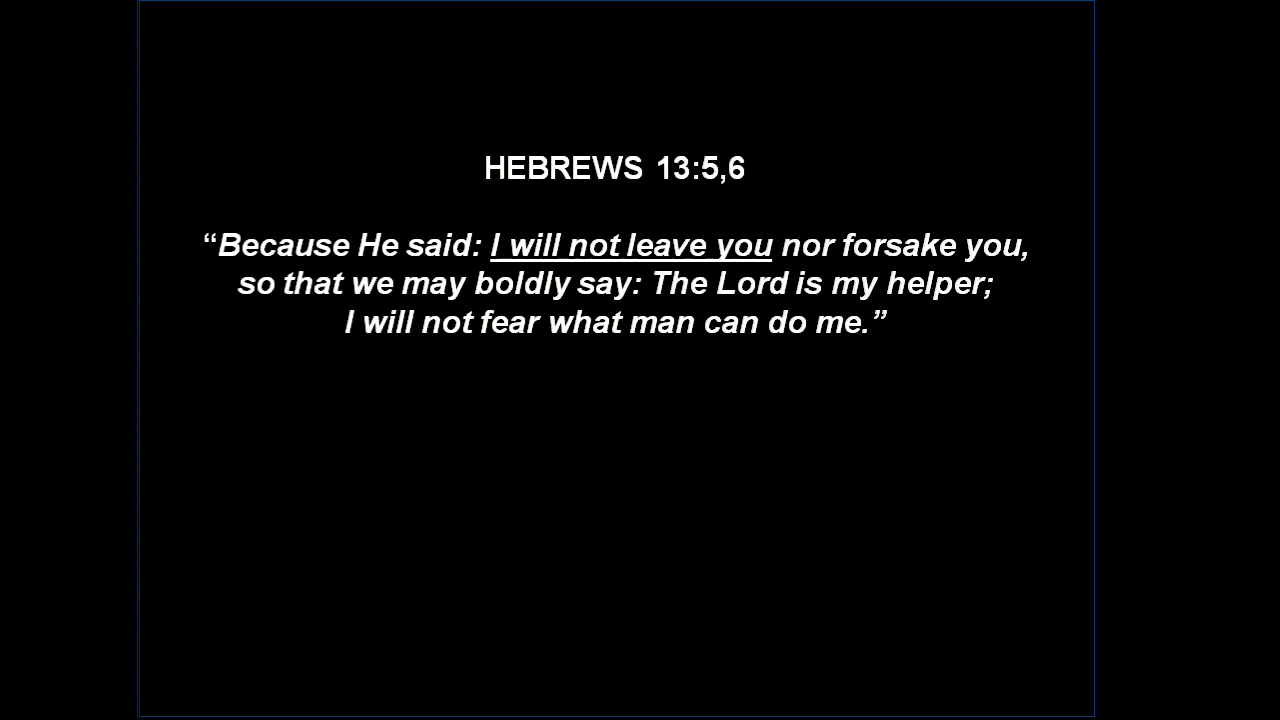 HEBREWS 13:5,6
“Because He said: I will not leave you nor forsake you,
so that we may boldly say: The Lord is my helper;
I will not fear what man can do me.”